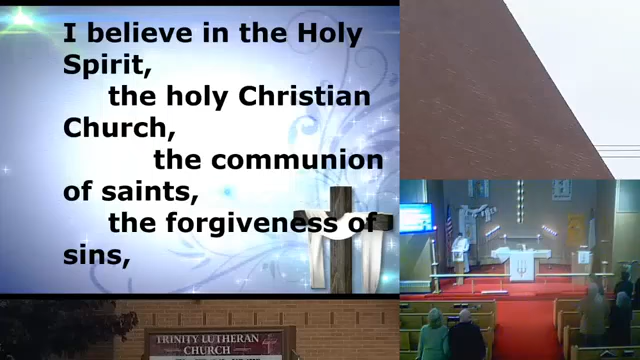 I believe in the Holy
Spirit,
the holy Christian
Church,
the communion
of saints,
the forgiveness of
sins,
TRINITY LUTHERAN
CHURCH